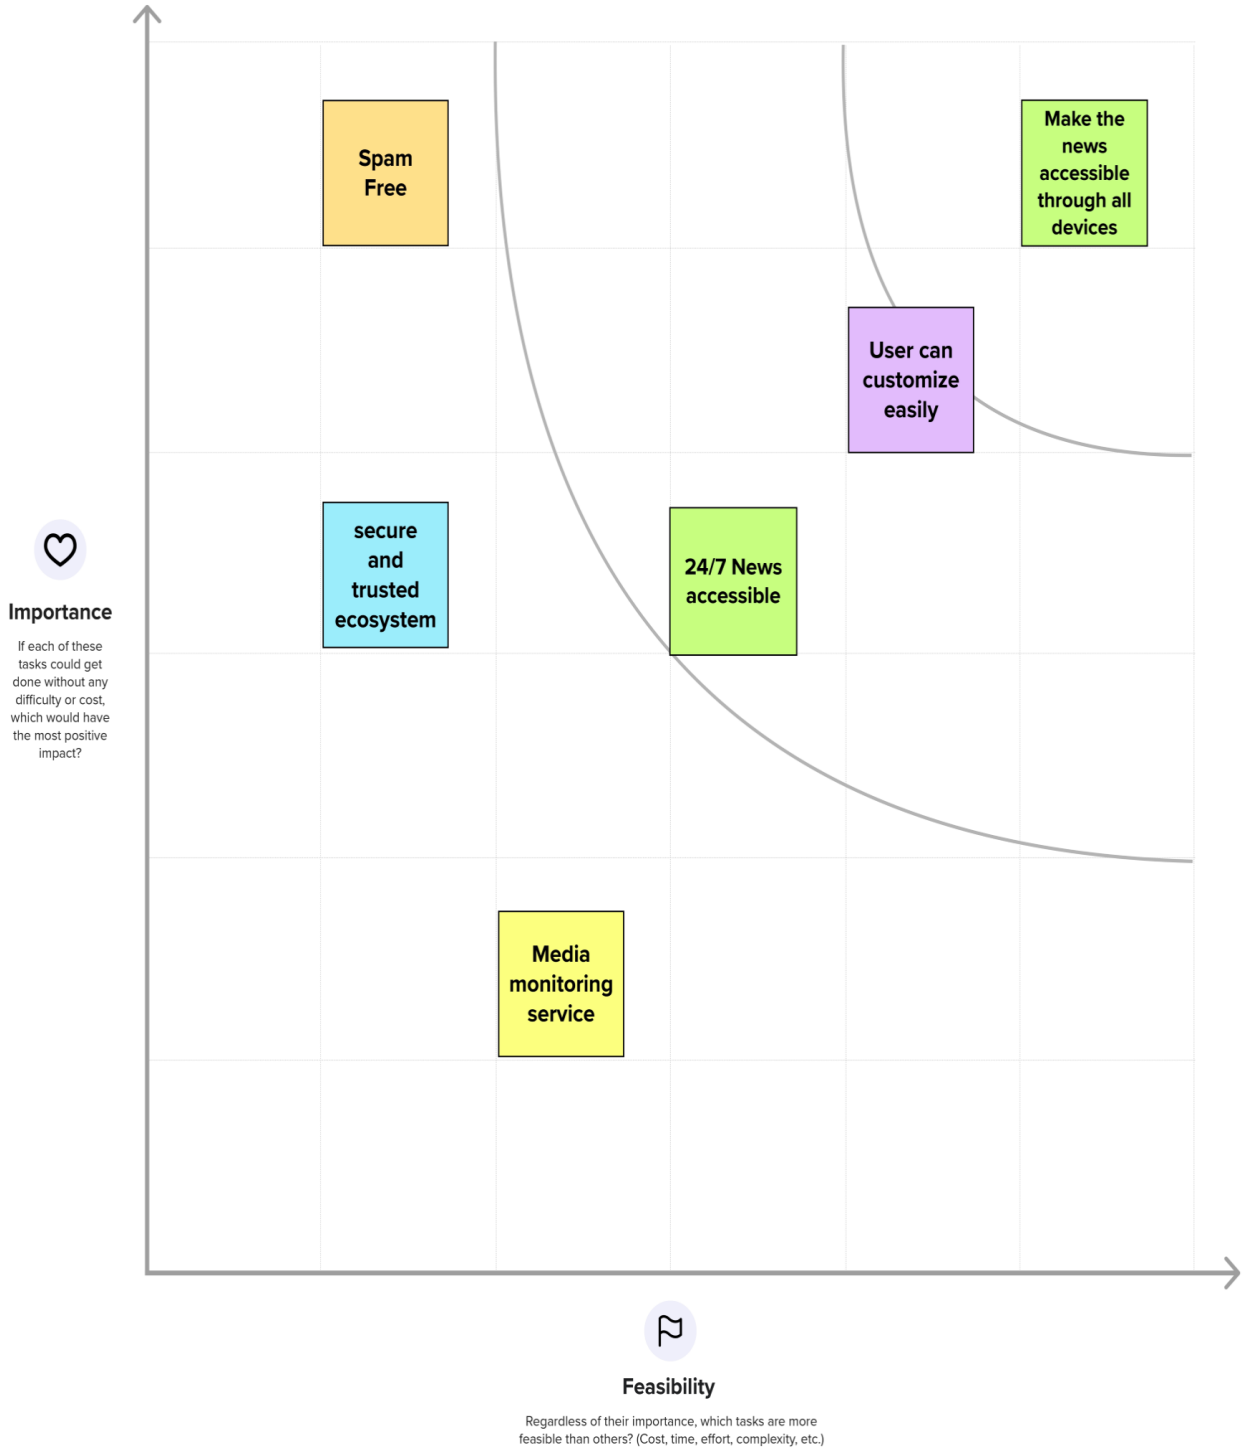 Spam
Free
Make the
news
accessible
through all
devices
User can
customize
easily
secure
and
trusted
ecosystem
24/7 News
accessible
Importance
If each of these
tasks could get
done without any
difficulty or cost,
which would have
the most positive
impact?
Media
monitoring
service
Feasibility
Regardless of their importance, which tasks are more
feasible than others? (Cost, time, effort, complexity, etc.)